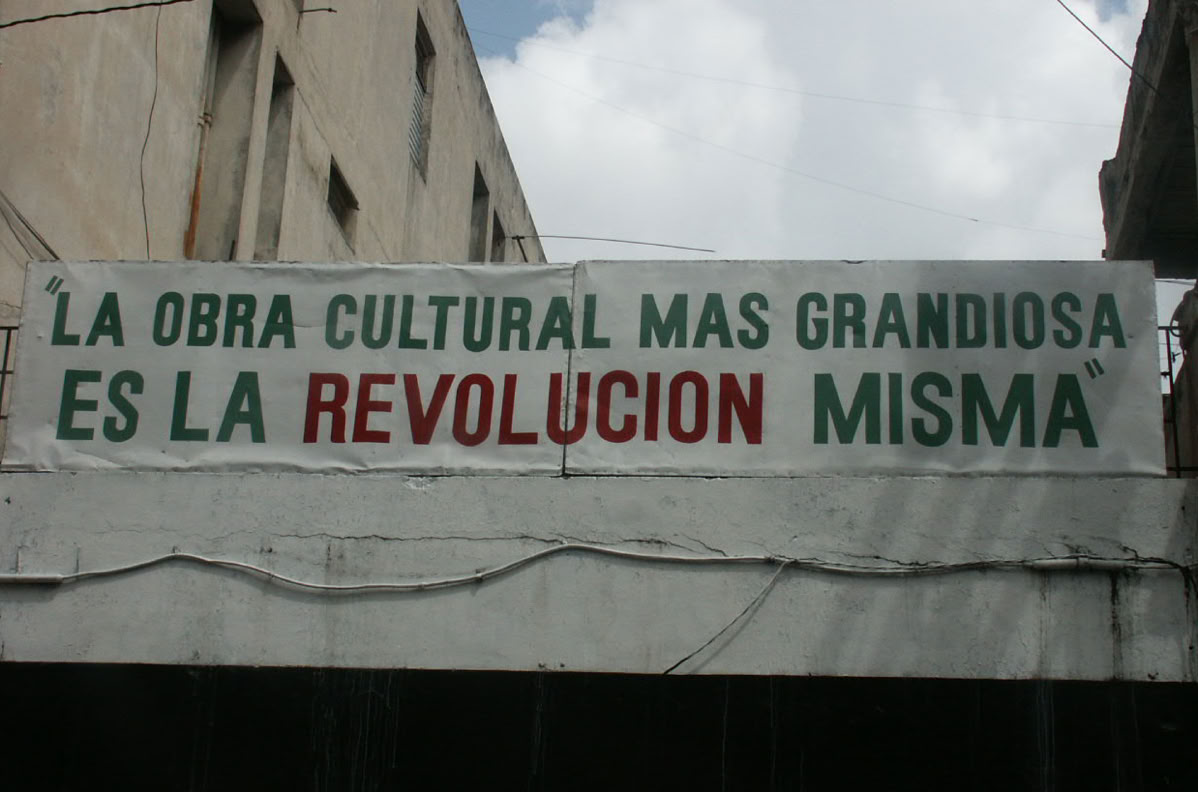 "LA OBRA CULTURAL MAS GRANDIOSA
ES LA REVOLUCION MISMA"